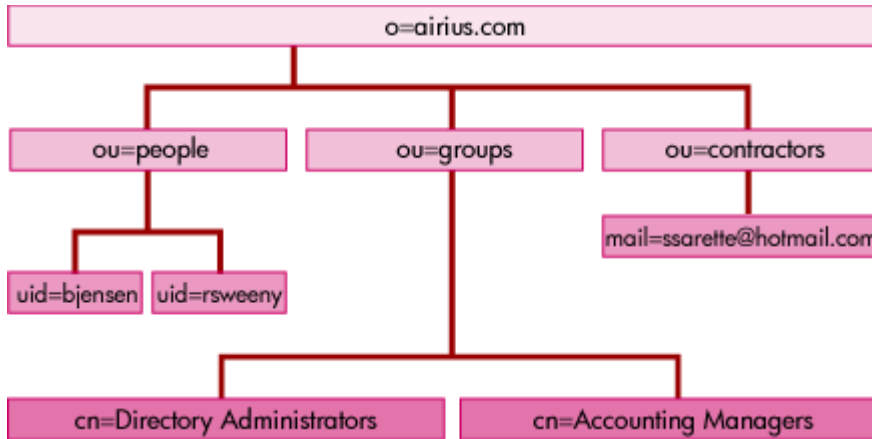 o=airius.com
ou=people
ou=groups
ou=contractors
mail=ssarette@hotmail.com
uid=bjensen
uid=rsweeny
cn=Directory Administrators
cn=Accounting Managers